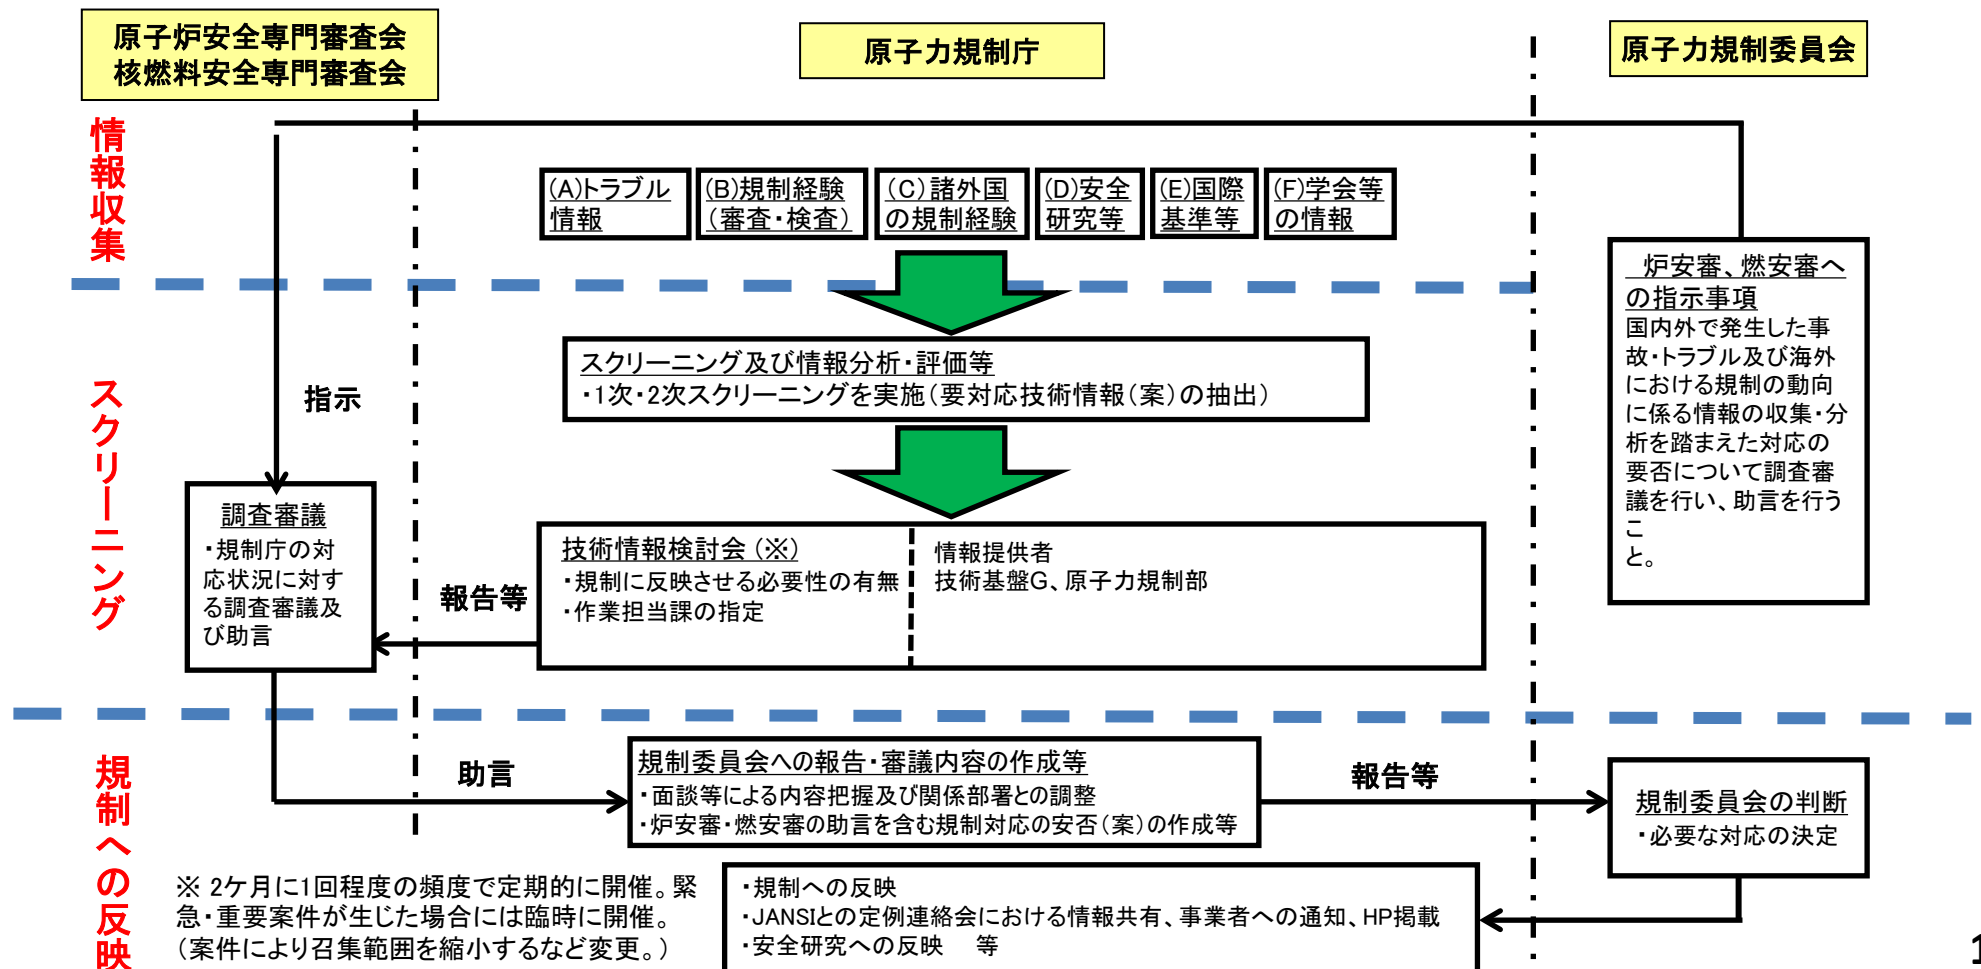 原子炉安全専門審査会
核燃料安全専門審査会
原子力規制庁
原子力規制委員会
情報収集
(A)トラブル
情報
(B)規制経験
(審査・検査)
(C)諸外国
の規制経験
(D)安全
研究等
(E)国際
基準等
(F)学会等
の情報
炉安審、燃安審へ
の指示事項
国内外で発生した事
故・トラブル及び海外
における規制の動向
に係る情報の収集・分
析を踏まえた対応の
要否について調査審
議を行い、助言を行う
こ
と。
スクリーニング
指示
スクリーニング及び情報分析・評価等
・1次・2次スクリーニングを実施(要対応技術情報(案)の抽出)
調査審議
・規制庁の対
応状況に対す
る調査審議及
び助言
報告等
技術情報検討会(※)
・規制に反映させる必要性の有無
・作業担当課の指定
情報提供者
技術基盤G、原子力規制部
規制への反映
助言
規制委員会への報告・審議内容の作成等
・面談等による内容把握及び関係部署との調整
・炉安審・燃安審の助言を含む規制対応の安否(案)の作成等
報告等
規制委員会の判断
・必要な対応の決定
※ 2ケ月に1回程度の頻度で定期的に開催。緊
急・重要案件が生じた場合には臨時に開催。
(案件により召集範囲を縮小するなど変更。)
・規制への反映
・JANSIとの定例連絡会における情報共有、事業者への通知、HP掲載
・安全研究への反映 等
1